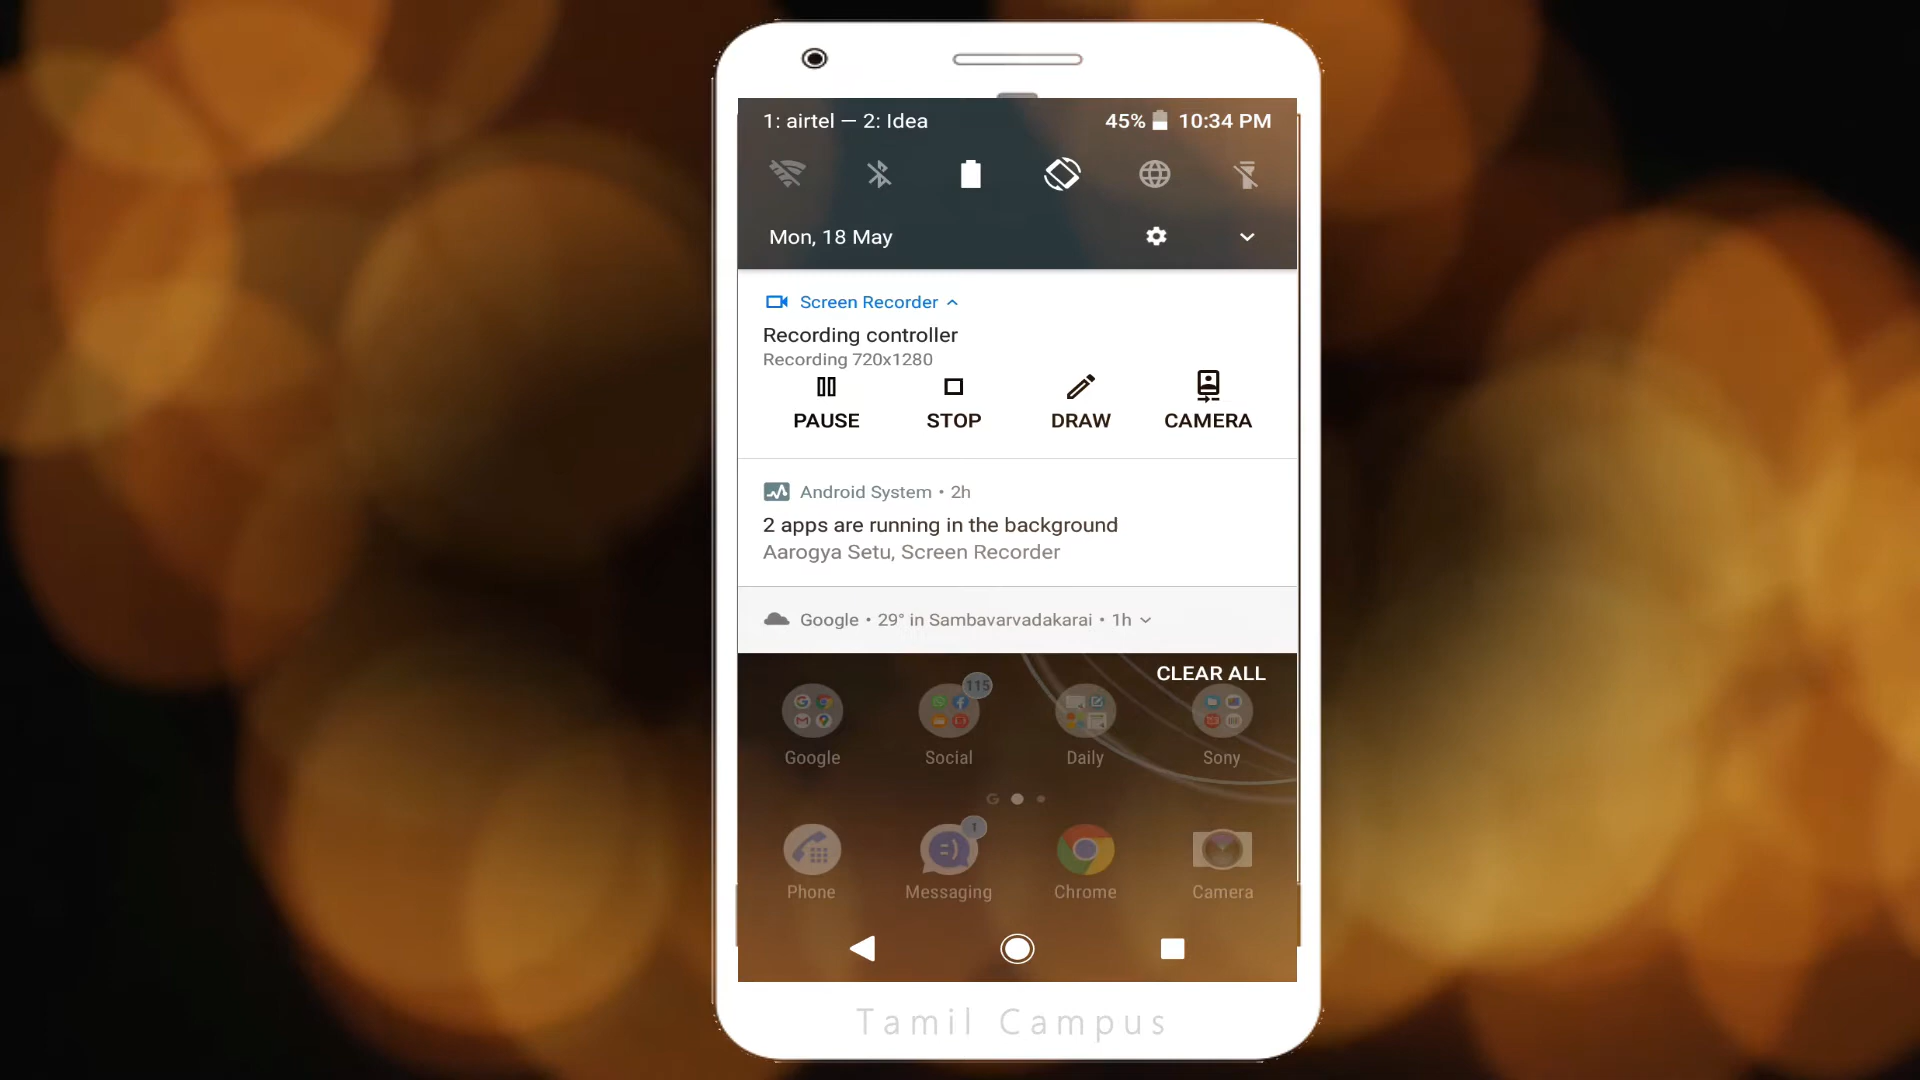 1: airtel — 2: Idea 45% 10:34 PM
Mon, 18 May
Screen Recorder
Recording controller
Recording 720x1280
PAUSE STOP DRAW CAMERA
Android System • 2h
2 apps are running in the background
Aarogya Setu, Screen Recorder
Google • 29° in Sambavarvadakarai • 1h
CLEAR ALL
115
Google Social Daily Sony
1
Phone Messaging Chrome Camera
Tamil Campus